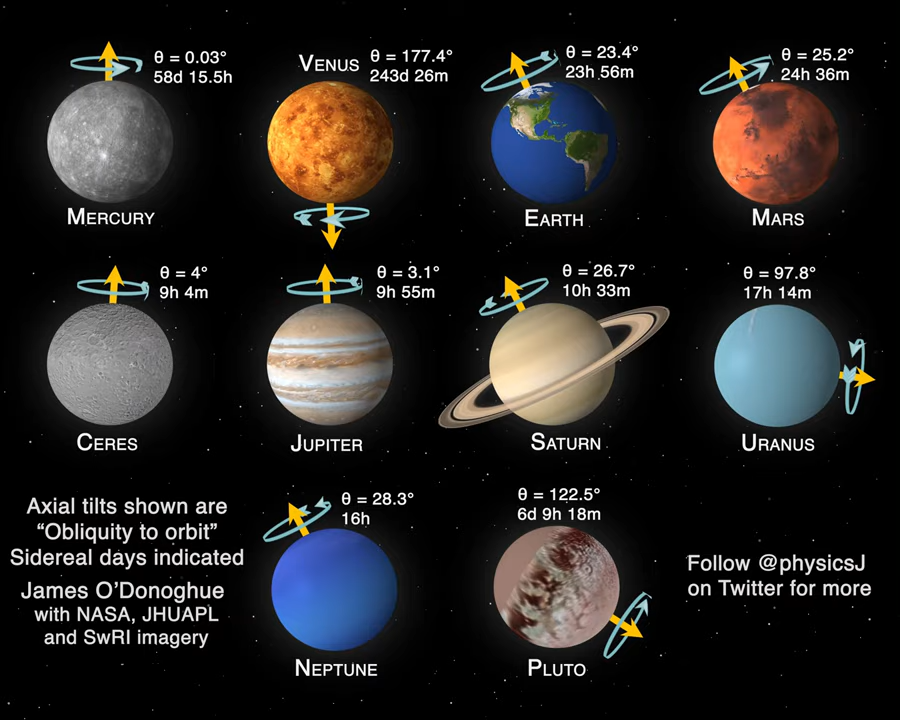 θ = 0.03°
58d 15.5h
MERCURY
VENUS
θ = 177.4°
243d 26m
θ = 23.4°
23h 56m
EARTH
θ = 25.2°
24h 36m
MARS
θ = 4°
9h 4m
CERES
θ = 3.1°
9h 55m
JUPITER
θ = 26.7°
10h 33m
SATURN
θ = 97.8°
17h 14m
URANUS
Axial tilts shown are
“Obliquity to orbit”
Sidereal days indicated
James O’Donoghue
with NASA, JHUAPL
and SwRI imagery
θ = 28.3°
16h
NEPTUNE
θ = 122.5°
6d 9h 18m
PLUTO
Follow @physicsJ
on Twitter for more